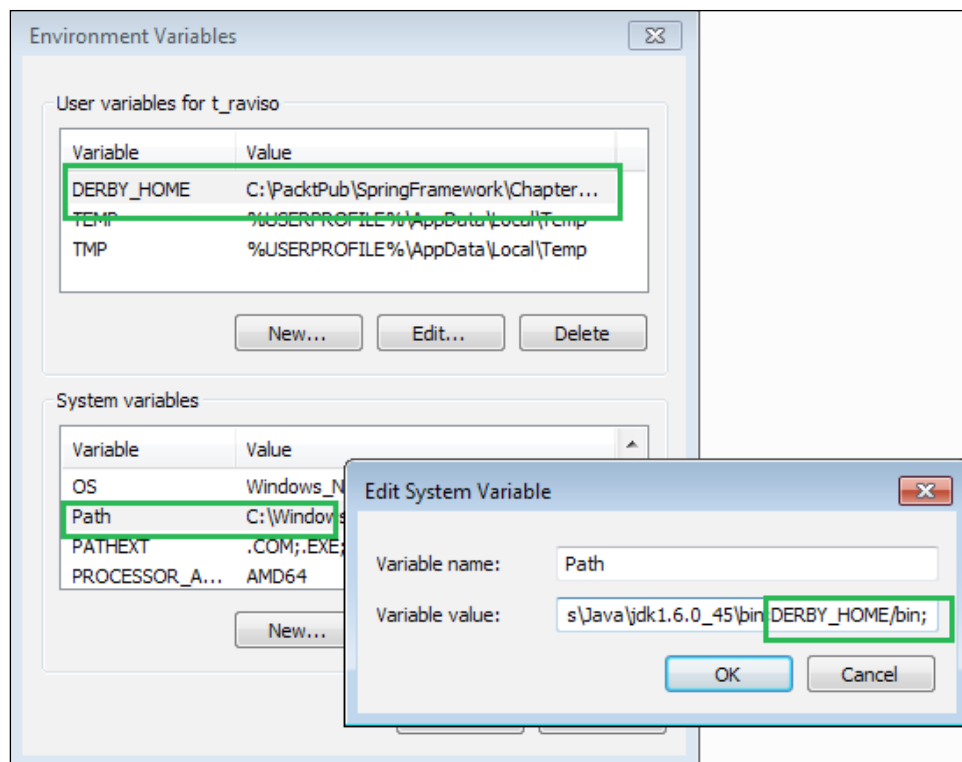 Environment Variables
User variables for t_raviso
Variable Value
DERBY_HOME C:\PacktPub\SpringFramework\Chapter...
TEMP %USERPROFILE%\AppData\Local\Temp
TMP %USERPROFILE%\AppData\Local\Temp
New... Edit... Delete
System variables
Variable Value
OS Windows_N
Path C:\Windows
PATHEXT .COM;.EXE;
PROCESSOR_A... AMD64
New...
Edit System Variable
Variable name: Path
Variable value: s\Java\jdk1.6.0_45\bin;DERBY_HOME/bin;
OK Cancel